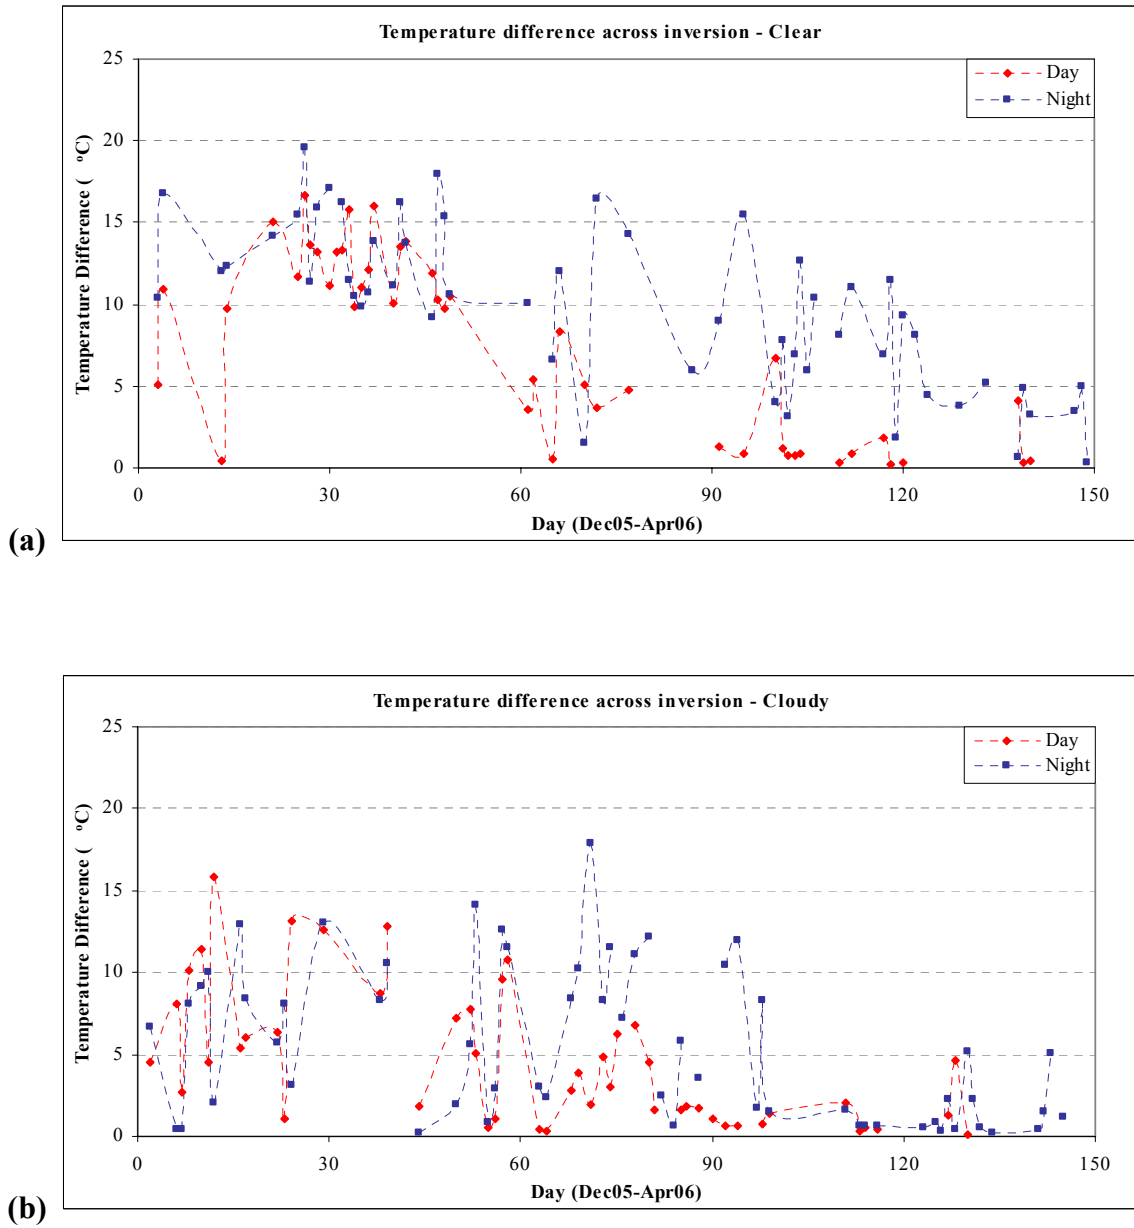 Temperature difference across inversion - Clear
25
20
15
10
5
0
Temperature Difference ( °C)
Day
Night
0 30 60 90 120 150
Day (Dec05-Apr06)
(a)
Temperature difference across inversion - Cloudy
25
20
15
10
5
0
Temperature Difference ( °C)
Day
Night
0 30 60 90 120 150
Day (Dec05-Apr06)
(b)